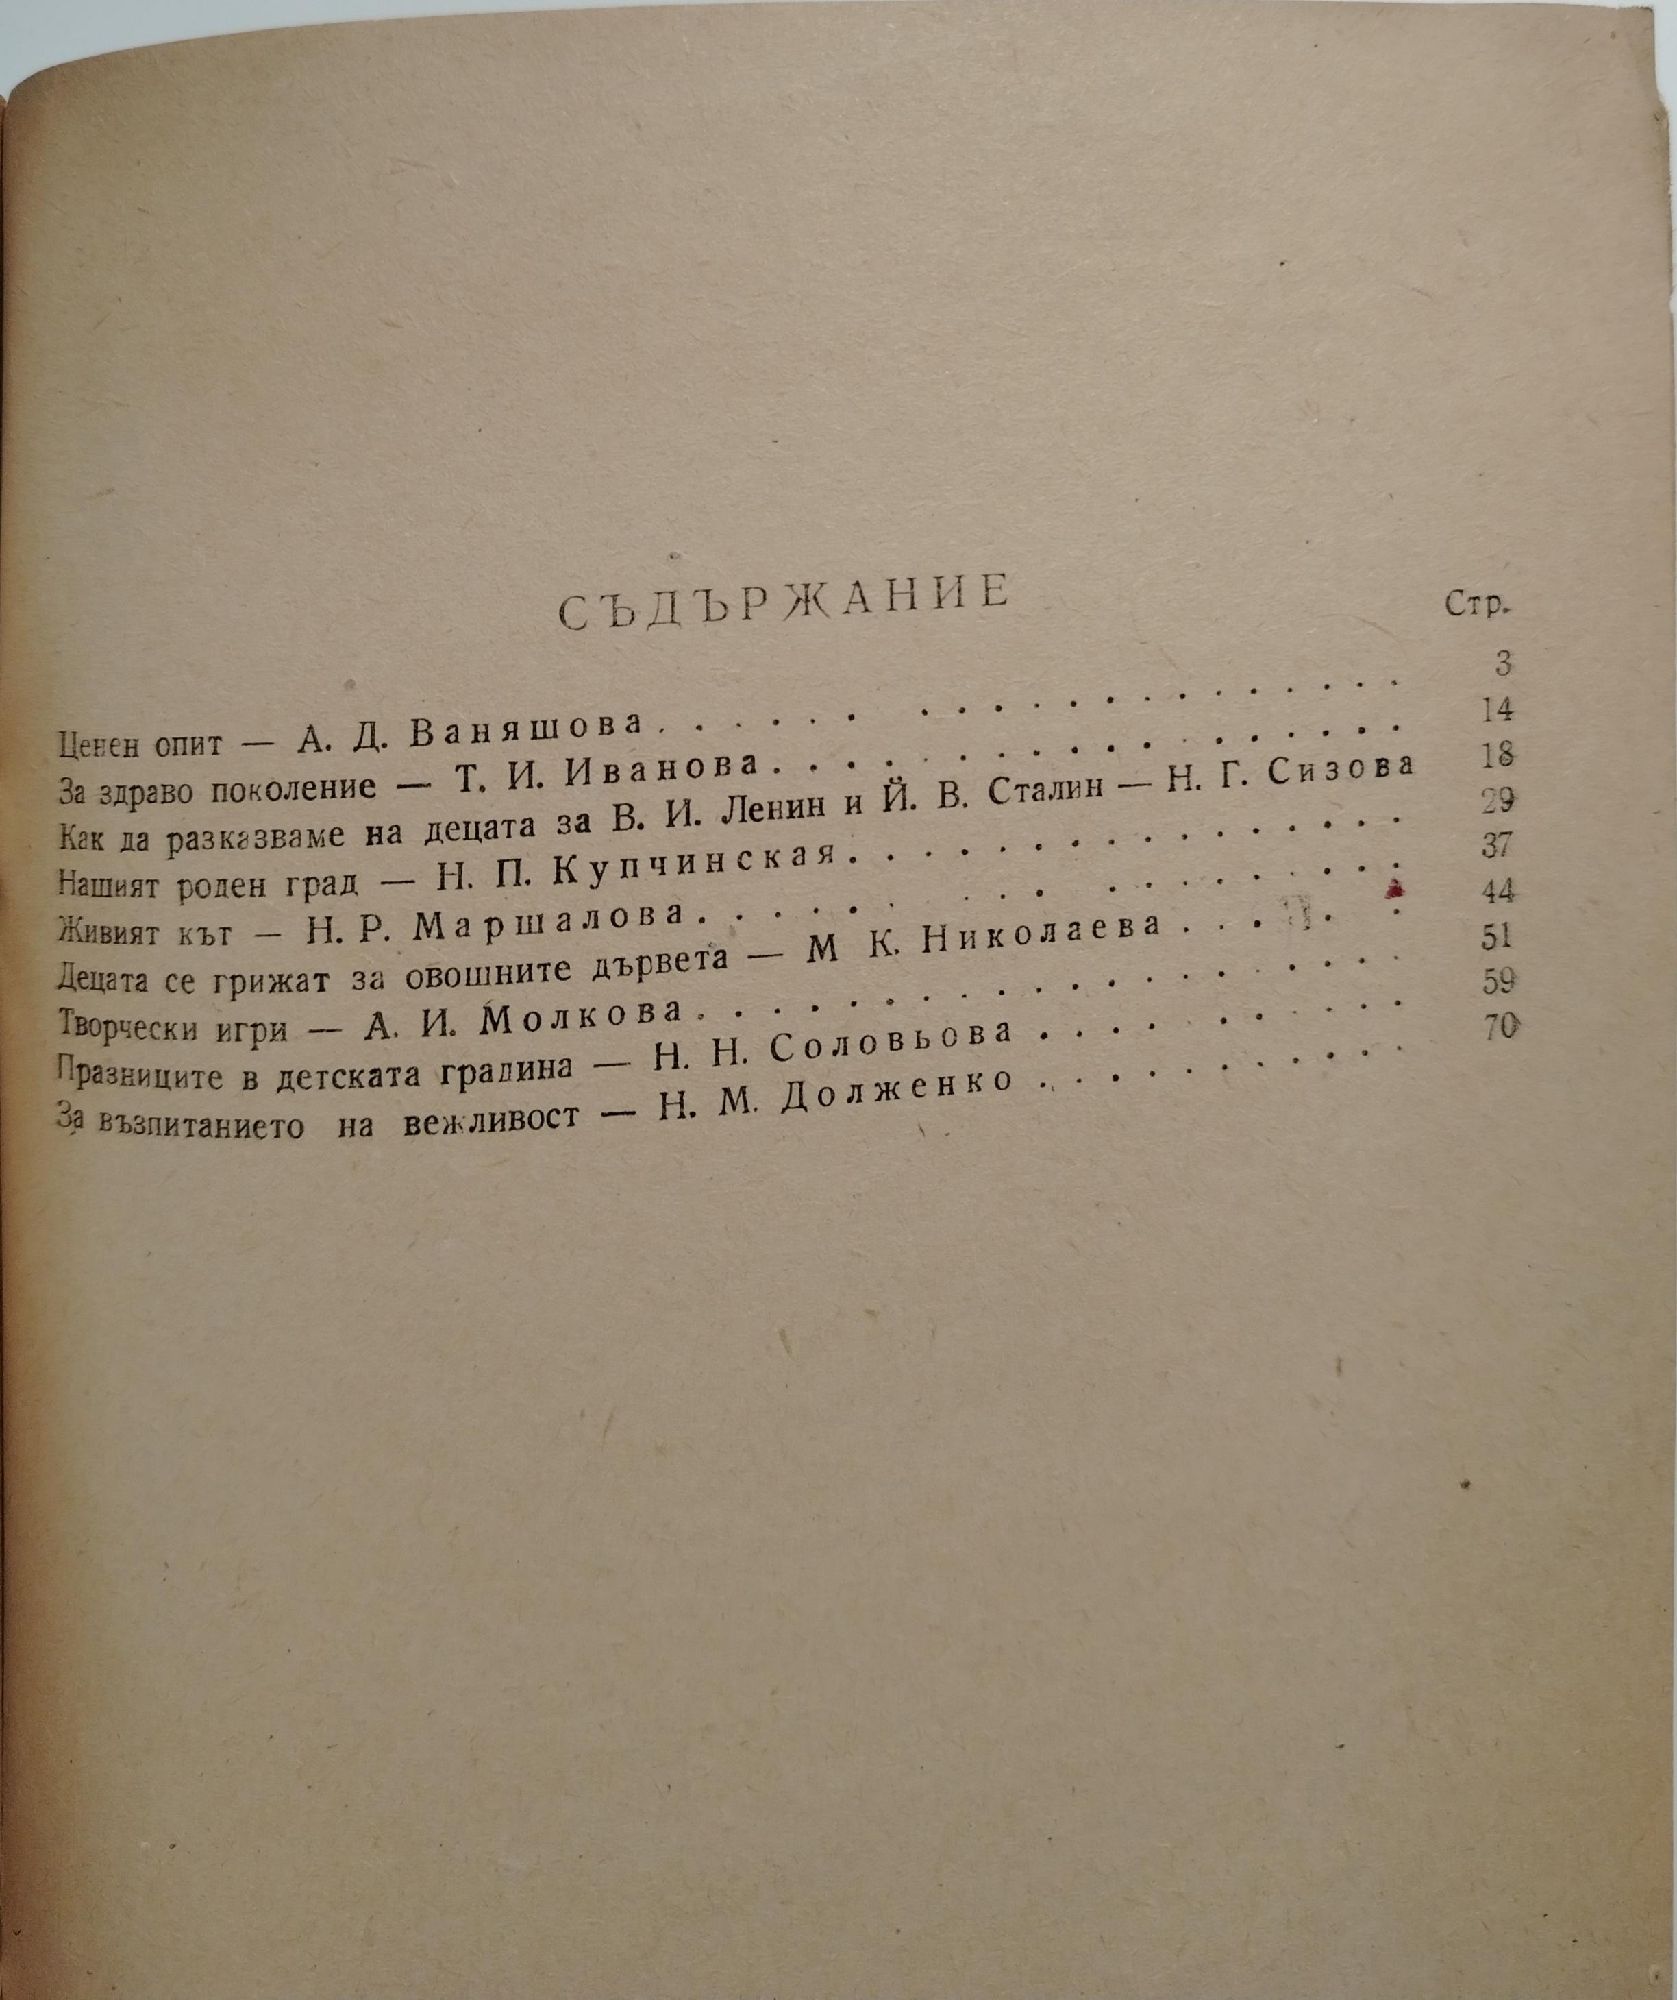 СЪДЪРЖАНИЕ
Стр.
Ценен опит — А. Д. Ваняшова . . . . . . . . . . . . . . . . . . 3
За здраво поколение — Т. И. Иванова . . . . . . . . . . . . . . . 14
Как да разказваме на децата за В. И. Ленин и Й. В. Сталин — Н. Г. Сизова 18
Нашият роден град — Н. П. Купчинская . . . . . . . . . . . . . . 29
Живият кът — Н. Р. Маршалова . . . . . . . . . . . . . . . . 37
Децата се грижат за овошните дървета — М К. Николаева . . . . . . 44
Творчески игри — А. И. Молкова . . . . . . . . . . . . . . . . . 51
Празниците в детската градина — Н. Н. Соловьова . . . . . . . . . . 59
За възпитанието на вежливост — Н. М. Долженко . . . . . . . . . . 70